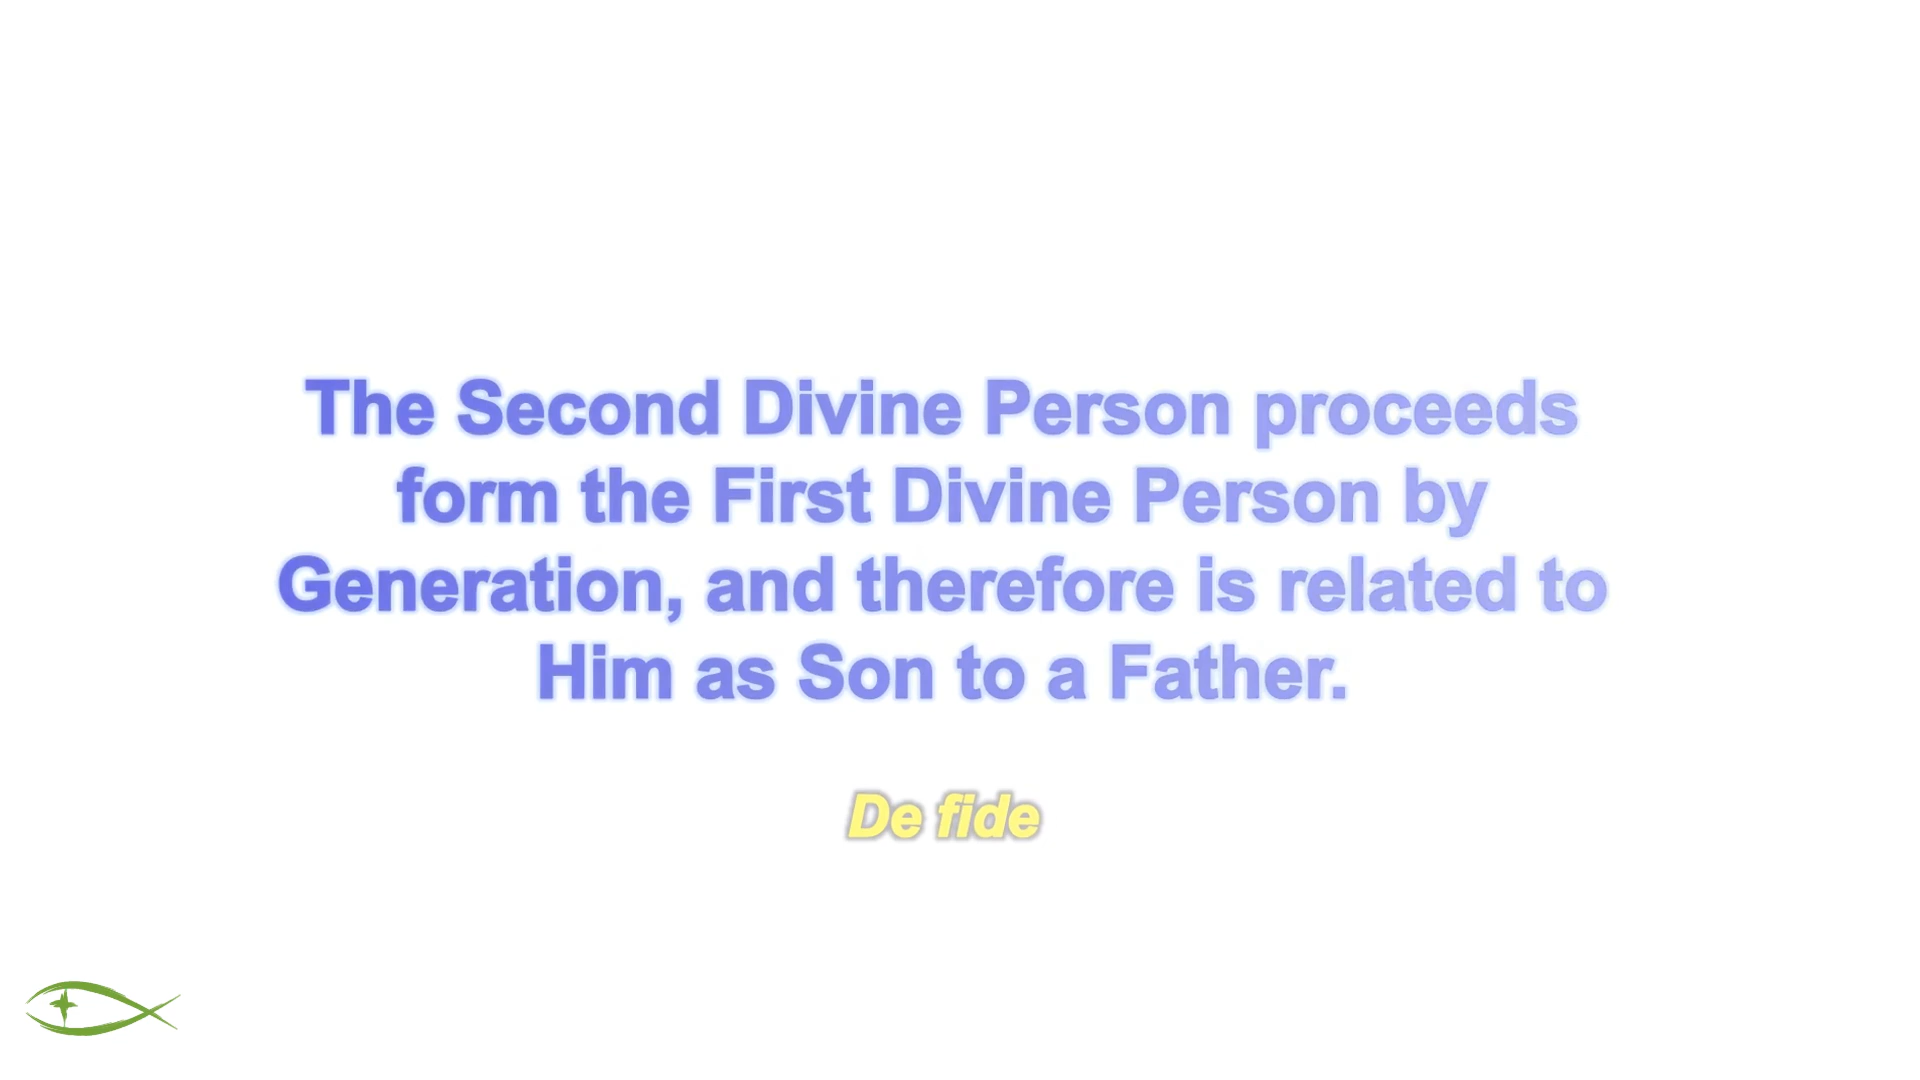 The Second Divine Person proceeds
form the First Divine Person by
Generation, and therefore is related to
Him as Son to a Father.
De fide